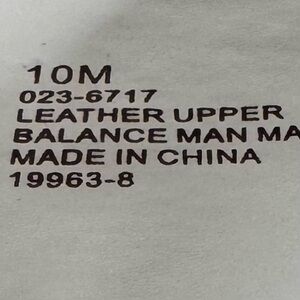 10M
023-6717
LEATHER UPPER
BALANCE MAN MA
MADE IN CHINA
19963-8